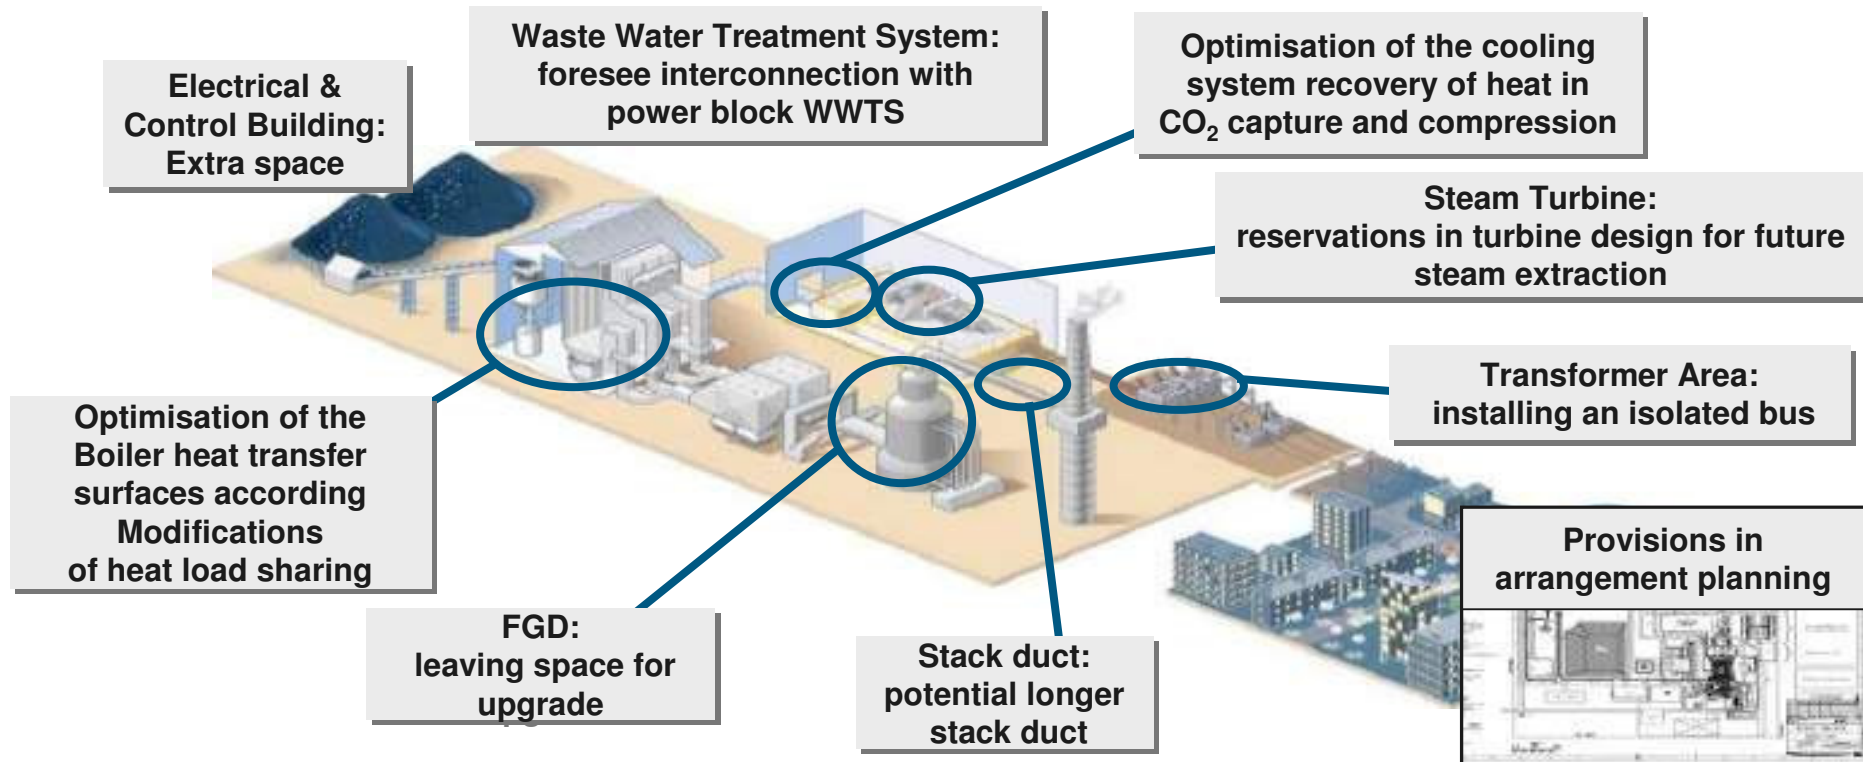 Waste Water Treatment System:
foresee interconnection with
power block WWTS
Optimisation of the cooling
system recovery of heat in
CO₂ capture and compression
Electrical &
Control Building:
Extra space
Steam Turbine:
reservations in turbine design for future
steam extraction
Transformer Area:
installing an isolated bus
Optimisation of the
Boiler heat transfer
surfaces according
Modifications
of heat load sharing
Provisions in
arrangement planning
FGD:
leaving space for
upgrade
Stack duct:
potential longer
stack duct